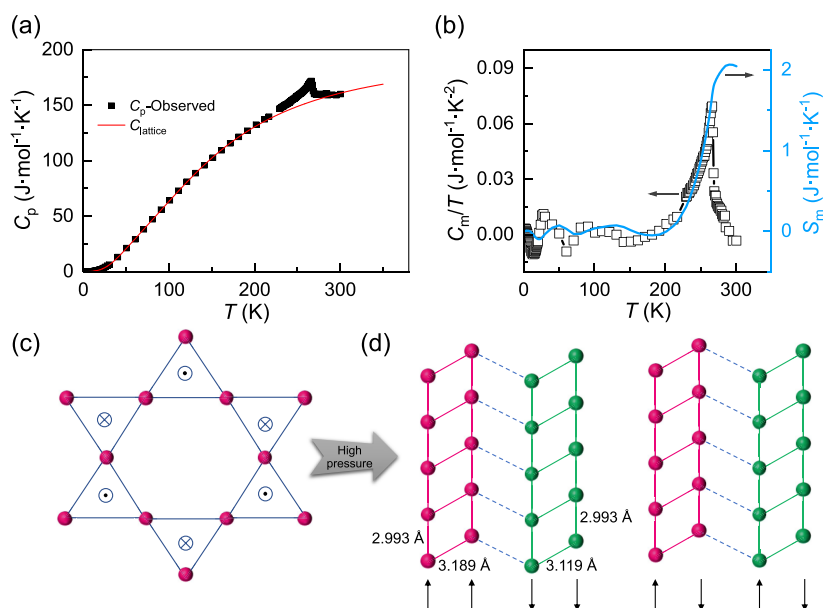 (a)
200
150
100
50
0
0
100
200
300
Cₚ (J·mol⁻¹·K⁻¹)
T (K)
Cₚ-Observed
C_lattice
(b)
0.09
0.06
0.03
0.00
0
100
200
300
2
1
0
Cₘ/T (J·mol⁻¹·K⁻²)
Sₘ (J·mol⁻¹·K⁻¹)
T (K)
(c)
High
pressure
(d)
2.993 Å
3.189 Å
2.993 Å
3.119 Å